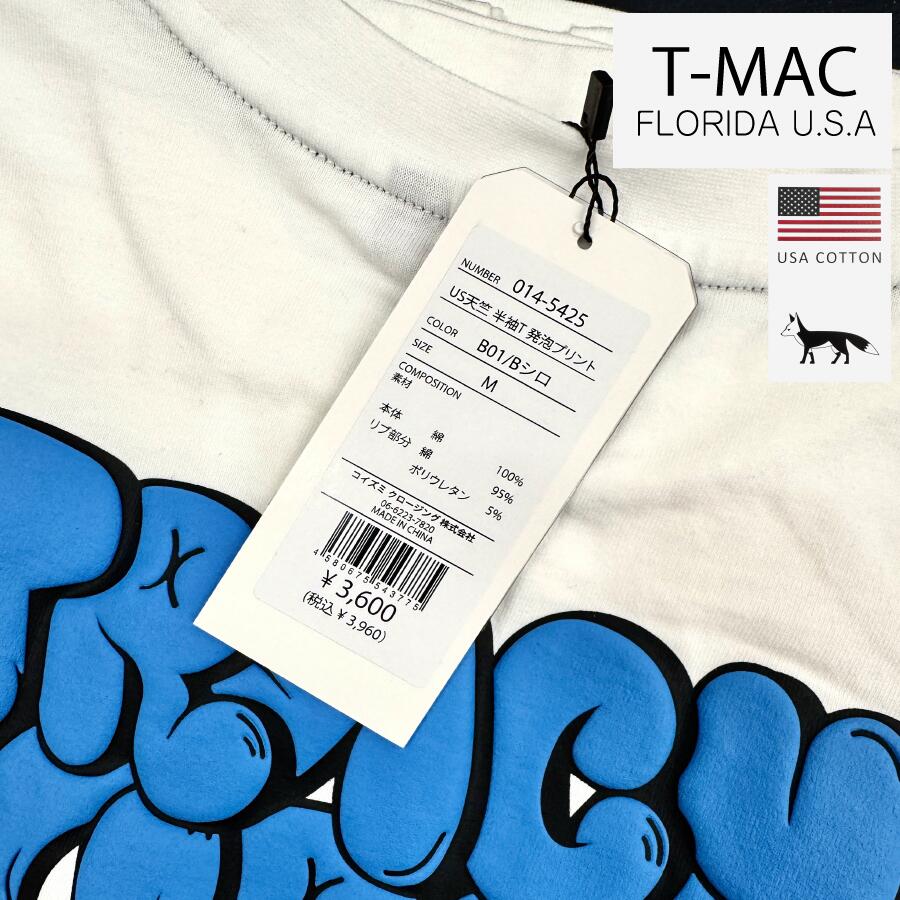 T-MAC
FLORIDA U.S.A
USA COTTON
NUMBER 014-5425
US天竺 半袖T 発泡プリント
COLOR B01/Bシロ
SIZE M
COMPOSITION
素材
本体 綿 100%
リブ部分 綿 95%
ポリウレタン 5%
コイズミ クロージング 株式会社
06-6223-7820
MADE IN CHINA
4 580675 543775
¥ 3,600
(税込 ¥ 3,960)